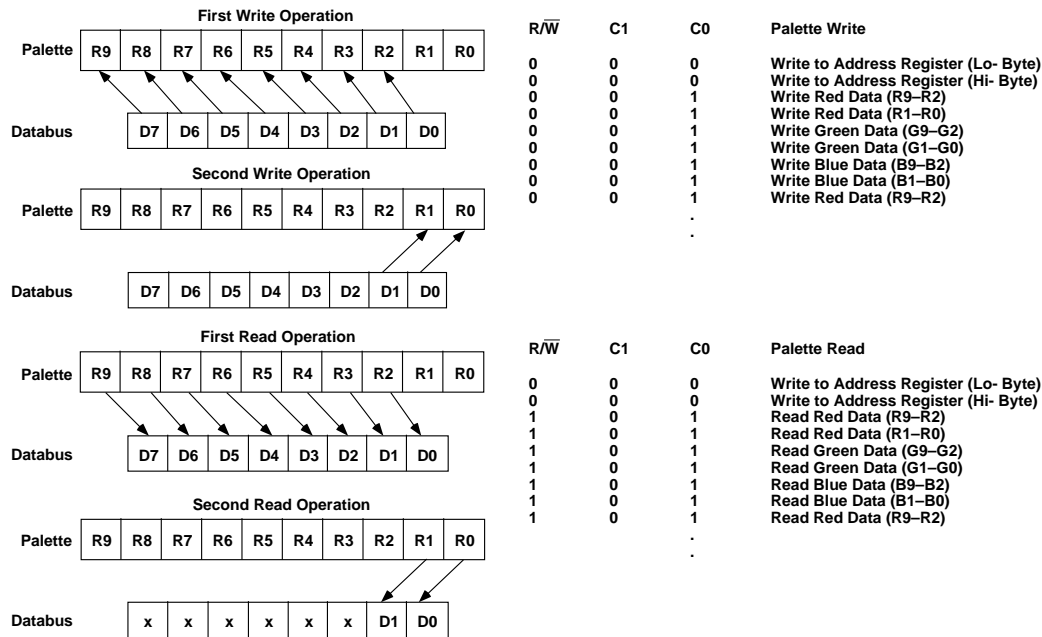 First Write Operation
Palette R9 R8 R7 R6 R5 R4 R3 R2 R1 R0
Databus D7 D6 D5 D4 D3 D2 D1 D0
Second Write Operation
Palette R9 R8 R7 R6 R5 R4 R3 R2 R1 R0
Databus D7 D6 D5 D4 D3 D2 D1 D0
R/W̅ C1 C0 Palette Write
0 0 0 Write to Address Register (Lo- Byte)
0 0 0 Write to Address Register (Hi- Byte)
0 0 1 Write Red Data (R9–R2)
0 0 1 Write Red Data (R1–R0)
0 0 1 Write Green Data (G9–G2)
0 0 1 Write Green Data (G1–G0)
0 0 1 Write Blue Data (B9–B2)
0 0 1 Write Blue Data (B1–B0)
0 0 1 Write Red Data (R9–R2)
.
.
First Read Operation
Palette R9 R8 R7 R6 R5 R4 R3 R2 R1 R0
Databus D7 D6 D5 D4 D3 D2 D1 D0
Second Read Operation
Palette R9 R8 R7 R6 R5 R4 R3 R2 R1 R0
Databus x x x x x x D1 D0
R/W̅ C1 C0 Palette Read
0 0 0 Write to Address Register (Lo- Byte)
0 0 0 Write to Address Register (Hi- Byte)
1 0 1 Read Red Data (R9–R2)
1 0 1 Read Red Data (R1–R0)
1 0 1 Read Green Data (G9–G2)
1 0 1 Read Green Data (G1–G0)
1 0 1 Read Blue Data (B9–B2)
1 0 1 Read Blue Data (B1–B0)
1 0 1 Read Red Data (R9–R2)
.
.